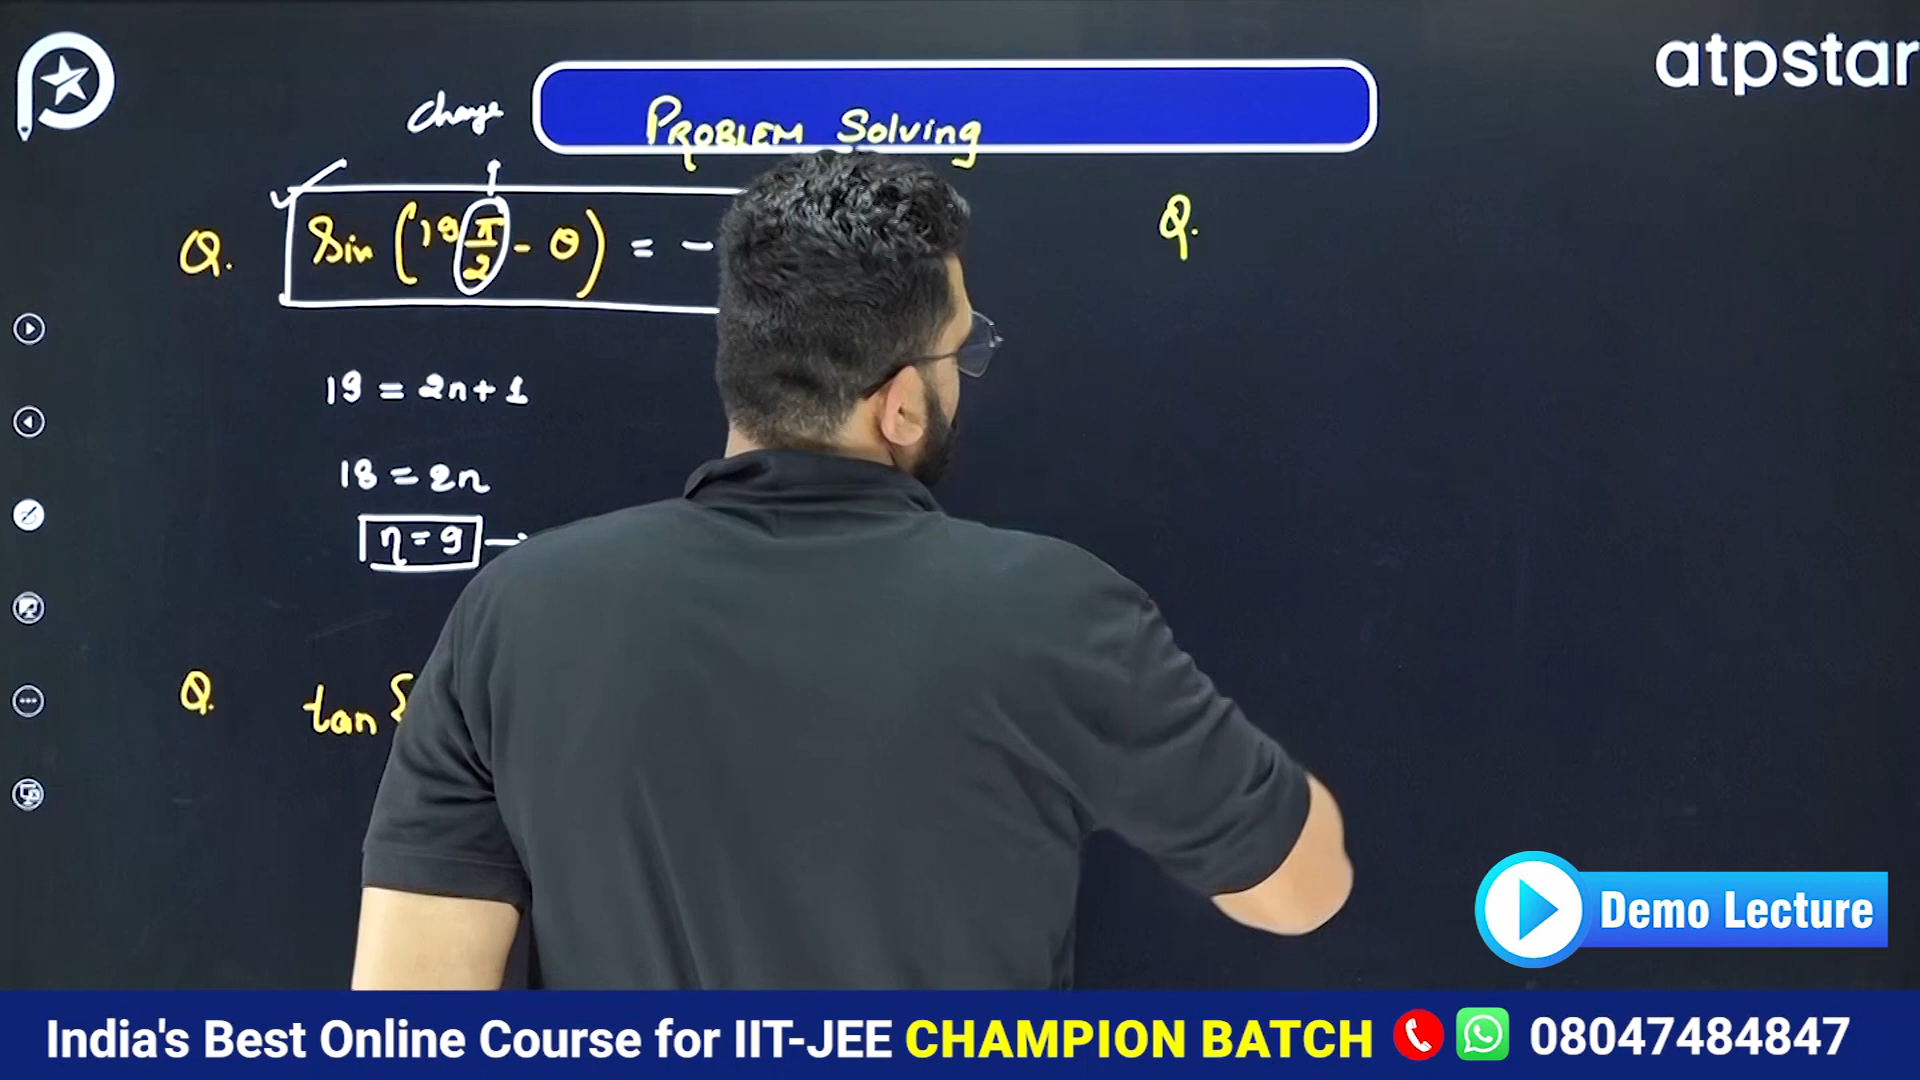 atpstar
Change
PROBLEM Solving
Q. Sin (19 π/2 - θ) = -
Q.
19 = 2n + 1
18 = 2n
n = 9 →
Q. tan {
Demo Lecture
India's Best Online Course for IIT-JEE CHAMPION BATCH 08047484847